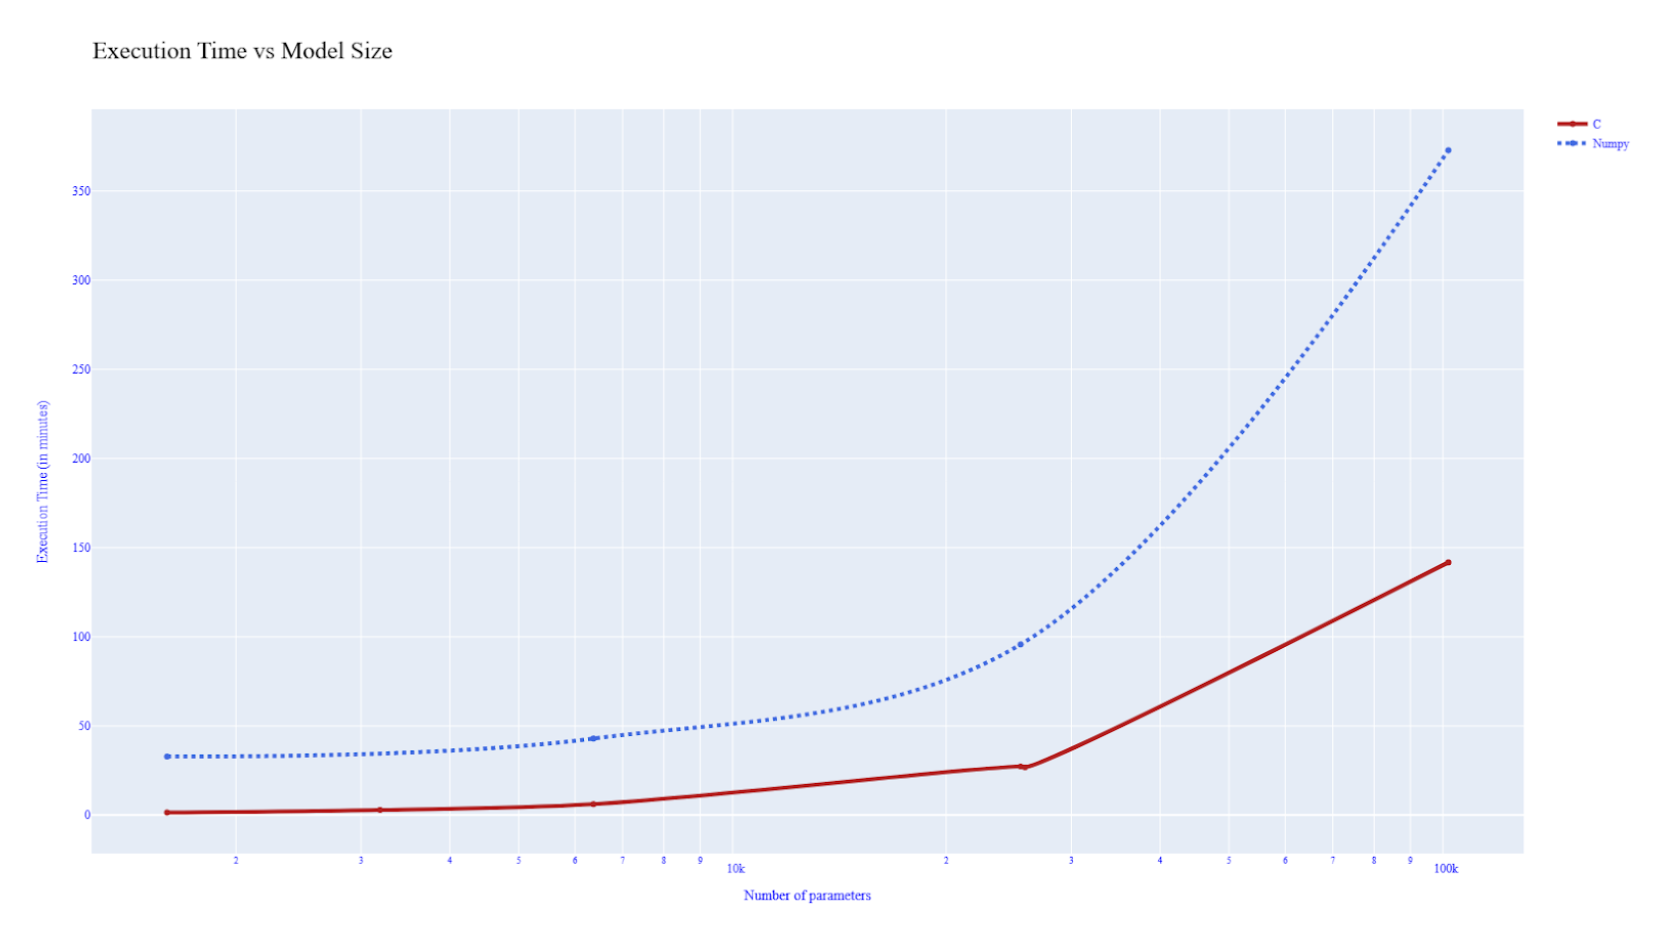 Execution Time vs Model Size
C
Numpy
350
300
250
200
150
100
50
0
Execution Time (in minutes)
2 3 4 5 6 7 8 9 10k 2 3 4 5 6 7 8 9 100k
Number of parameters